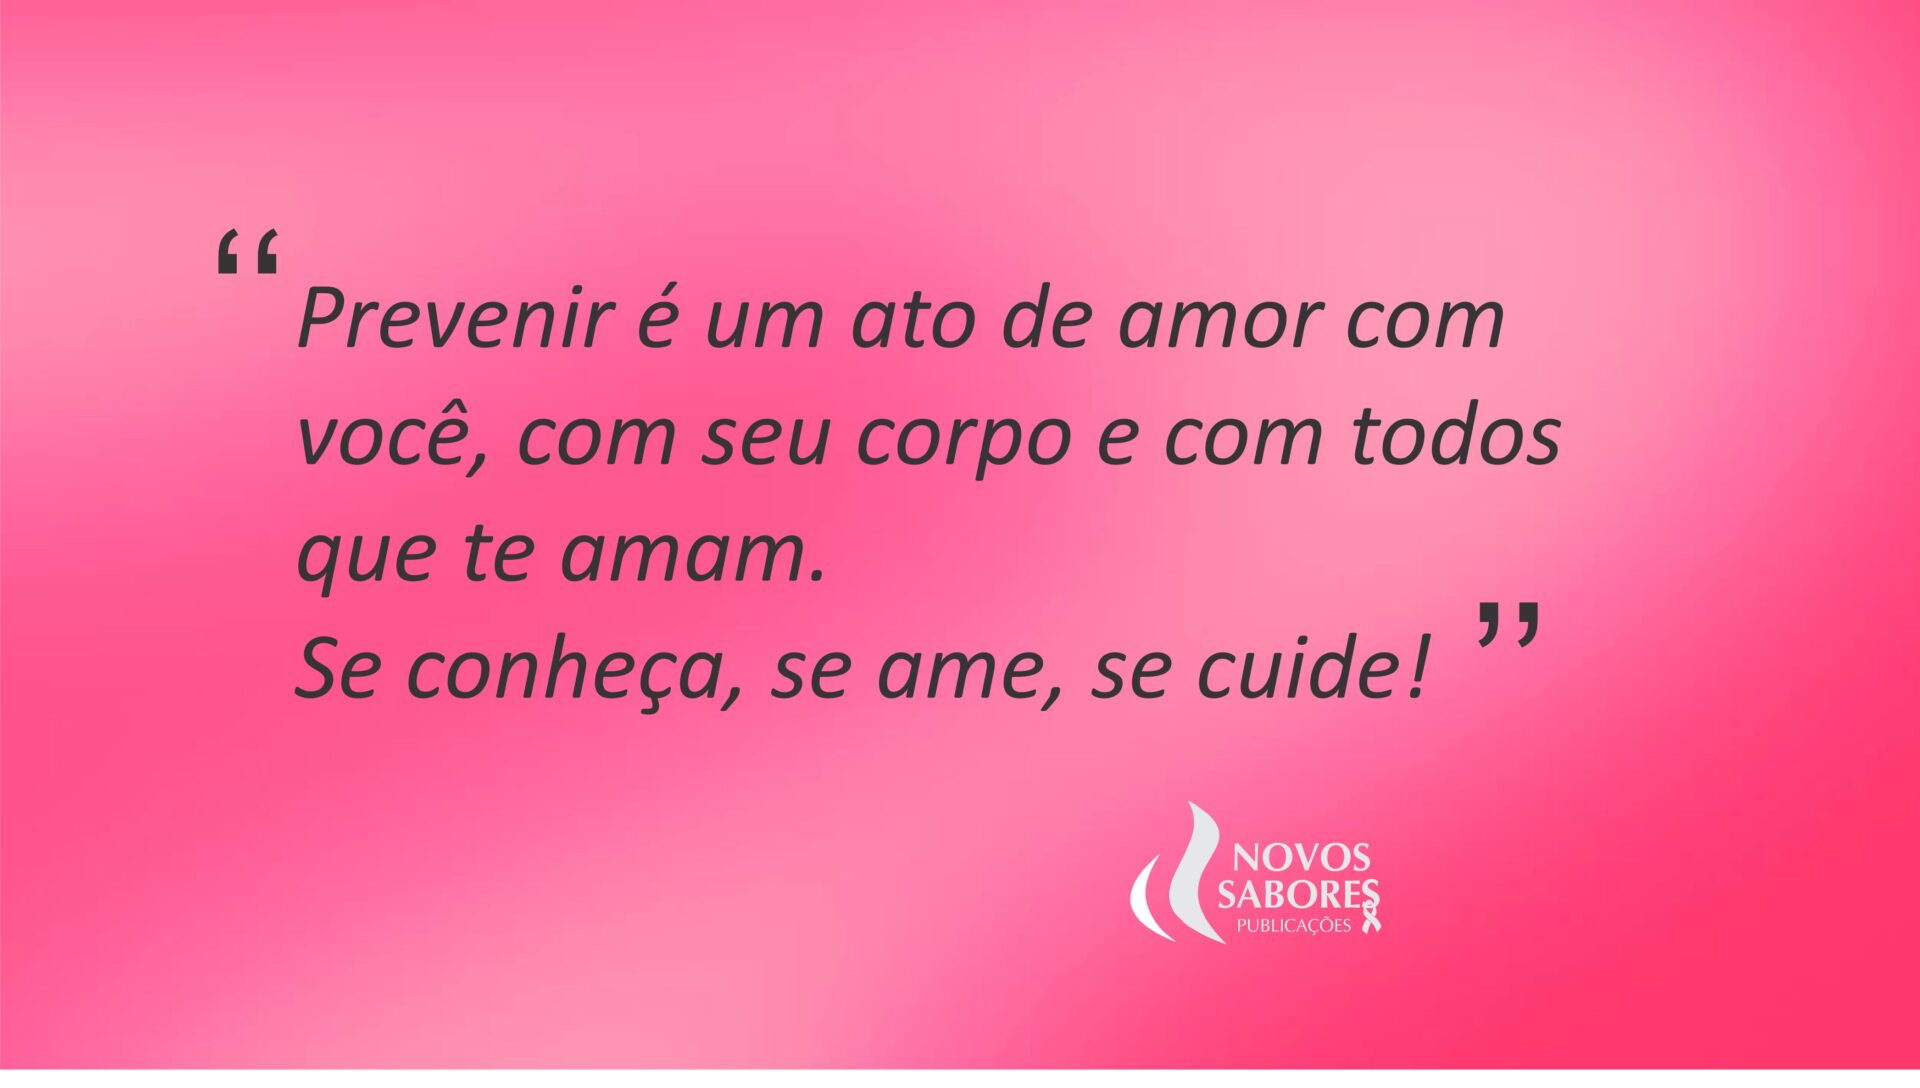 “Prevenir é um ato de amor com
você, com seu corpo e com todos
que te amam.
Se conheça, se ame, se cuide!”
NOVOS
SABORES
PUBLICAÇÕES